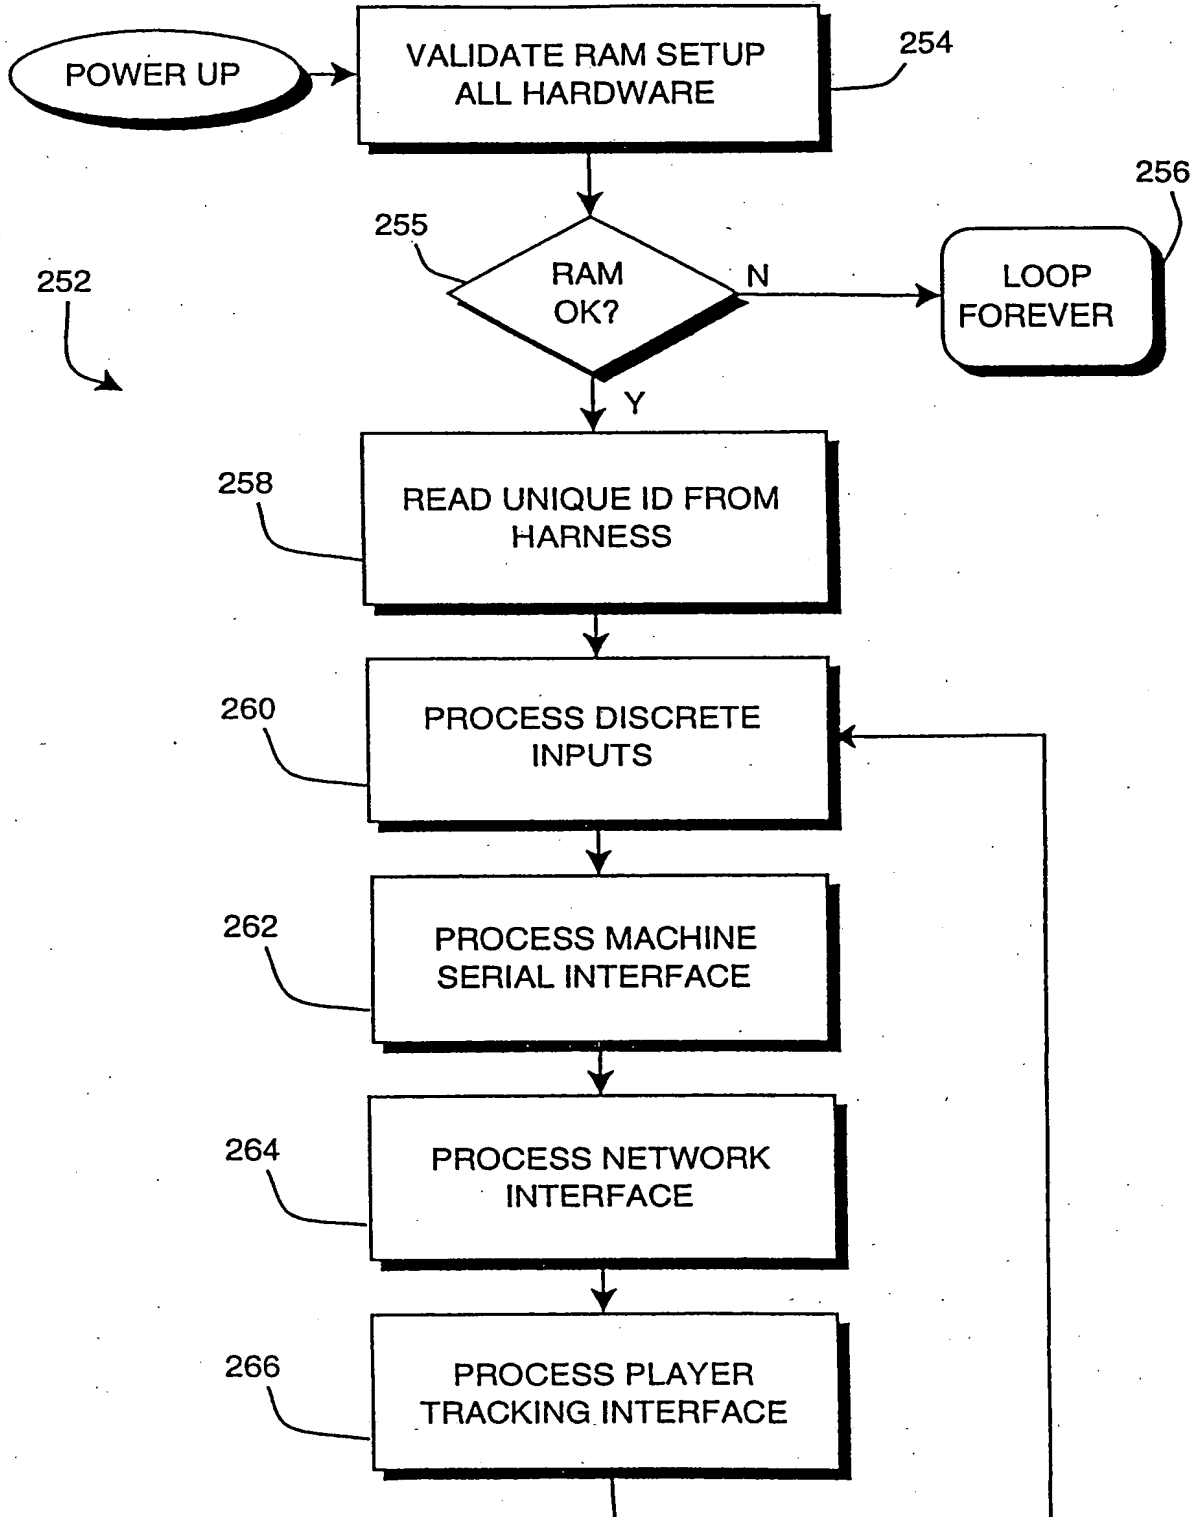 POWER UP
VALIDATE RAM SETUP
ALL HARDWARE
254
255
RAM
OK?
N
256
LOOP
FOREVER
252
Y
258
READ UNIQUE ID FROM
HARNESS
260
PROCESS DISCRETE
INPUTS
262
PROCESS MACHINE
SERIAL INTERFACE
264
PROCESS NETWORK
INTERFACE
266
PROCESS PLAYER
TRACKING INTERFACE